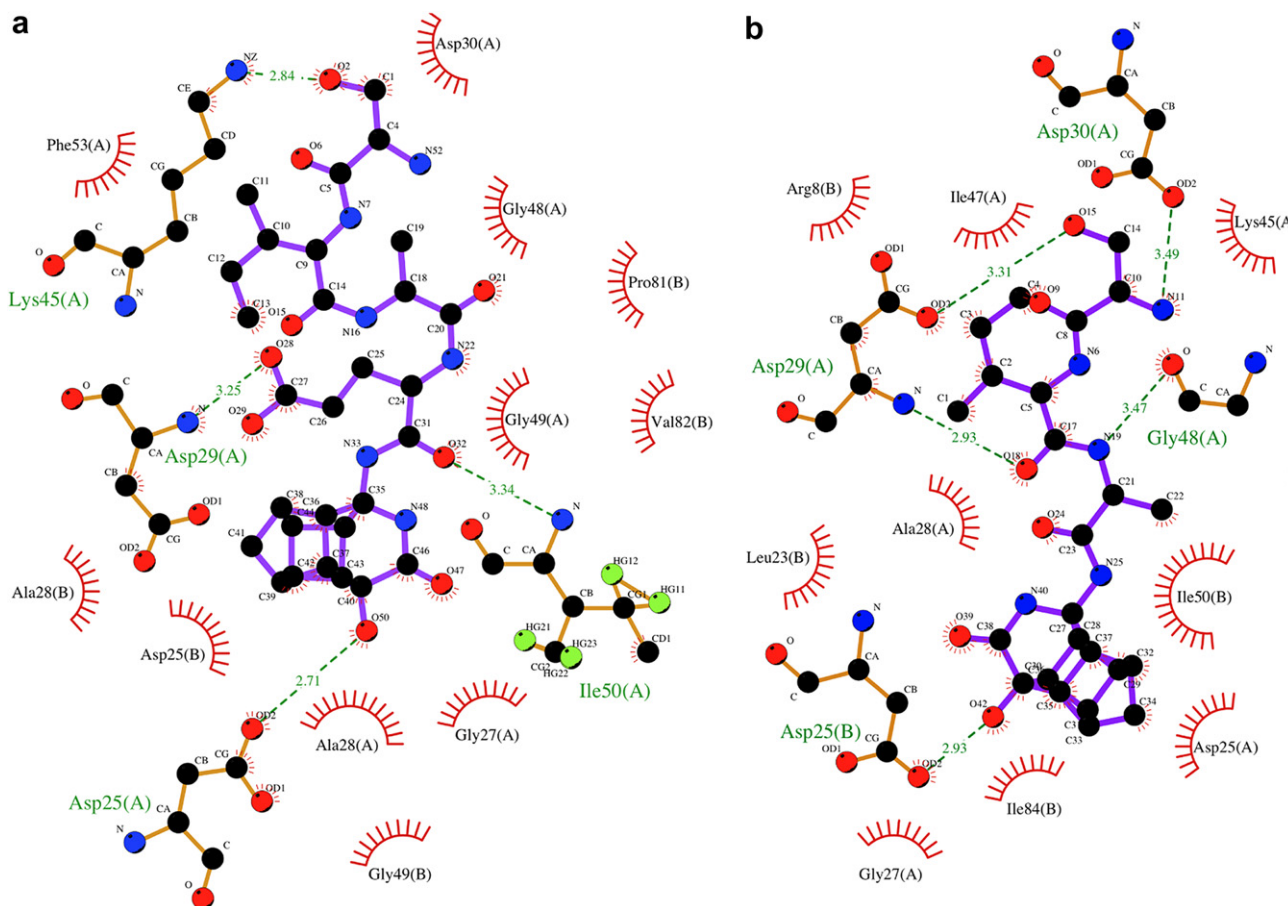 a
NZ
2.84
O2
C1
Asp30(A)
CE
CD
C4
N52
Phe53(A)
CG
O6
C5
C11
N7
Gly48(A)
O
C
CB
C10
C19
CA
C9
C12
C18
O21
Pro81(B)
Lys45(A)
N
C13
C14
O15
N16
C20
O28
N22
C25
3.25
C27
C24
O
C
N
O29
C26
C31
Gly49(A)
Val82(B)
CA
Asp29(A)
N33
O32
CB
3.34
C38
C36
C35
N48
N
OD1
C44
O
C41
OD2
CG
C42
C37
C43
C46
C
CA
HG12
C39
C40
O47
CB
CG1
HG11
Ala28(B)
O50
HG21
HG23
CD1
CG2
HG22
Asp25(B)
Ile50(A)
2.71
OD2
Ala28(A)
Gly27(A)
CB
CG
Asp25(A)
OD1
CA
N
C
Gly49(B)
O
b
N
O
CA
C
CB
Asp30(A)
CG
OD1
OD2
Arg8(B)
Ile47(A)
O15
C14
Lys45(A)
OD1
3.31
3.49
CG
C4
O9
C10
OD2
N11
CB
C3
C8
Asp29(A)
CA
C2
N6
O
N
O
N
C
C1
C5
C
CA
3.47
C17
N19
Gly48(A)
2.93
O18
C21
C22
Ala28(A)
O24
C23
Leu23(B)
N25
N
N40
Ile50(B)
O39
C38
C27
C28
C37
O
CA
C32
C
C29
CB
C35
C34
Asp25(B)
O42
C33
CG
OD1
2.93
Asp25(A)
OD2
Ile84(B)
Gly27(A)